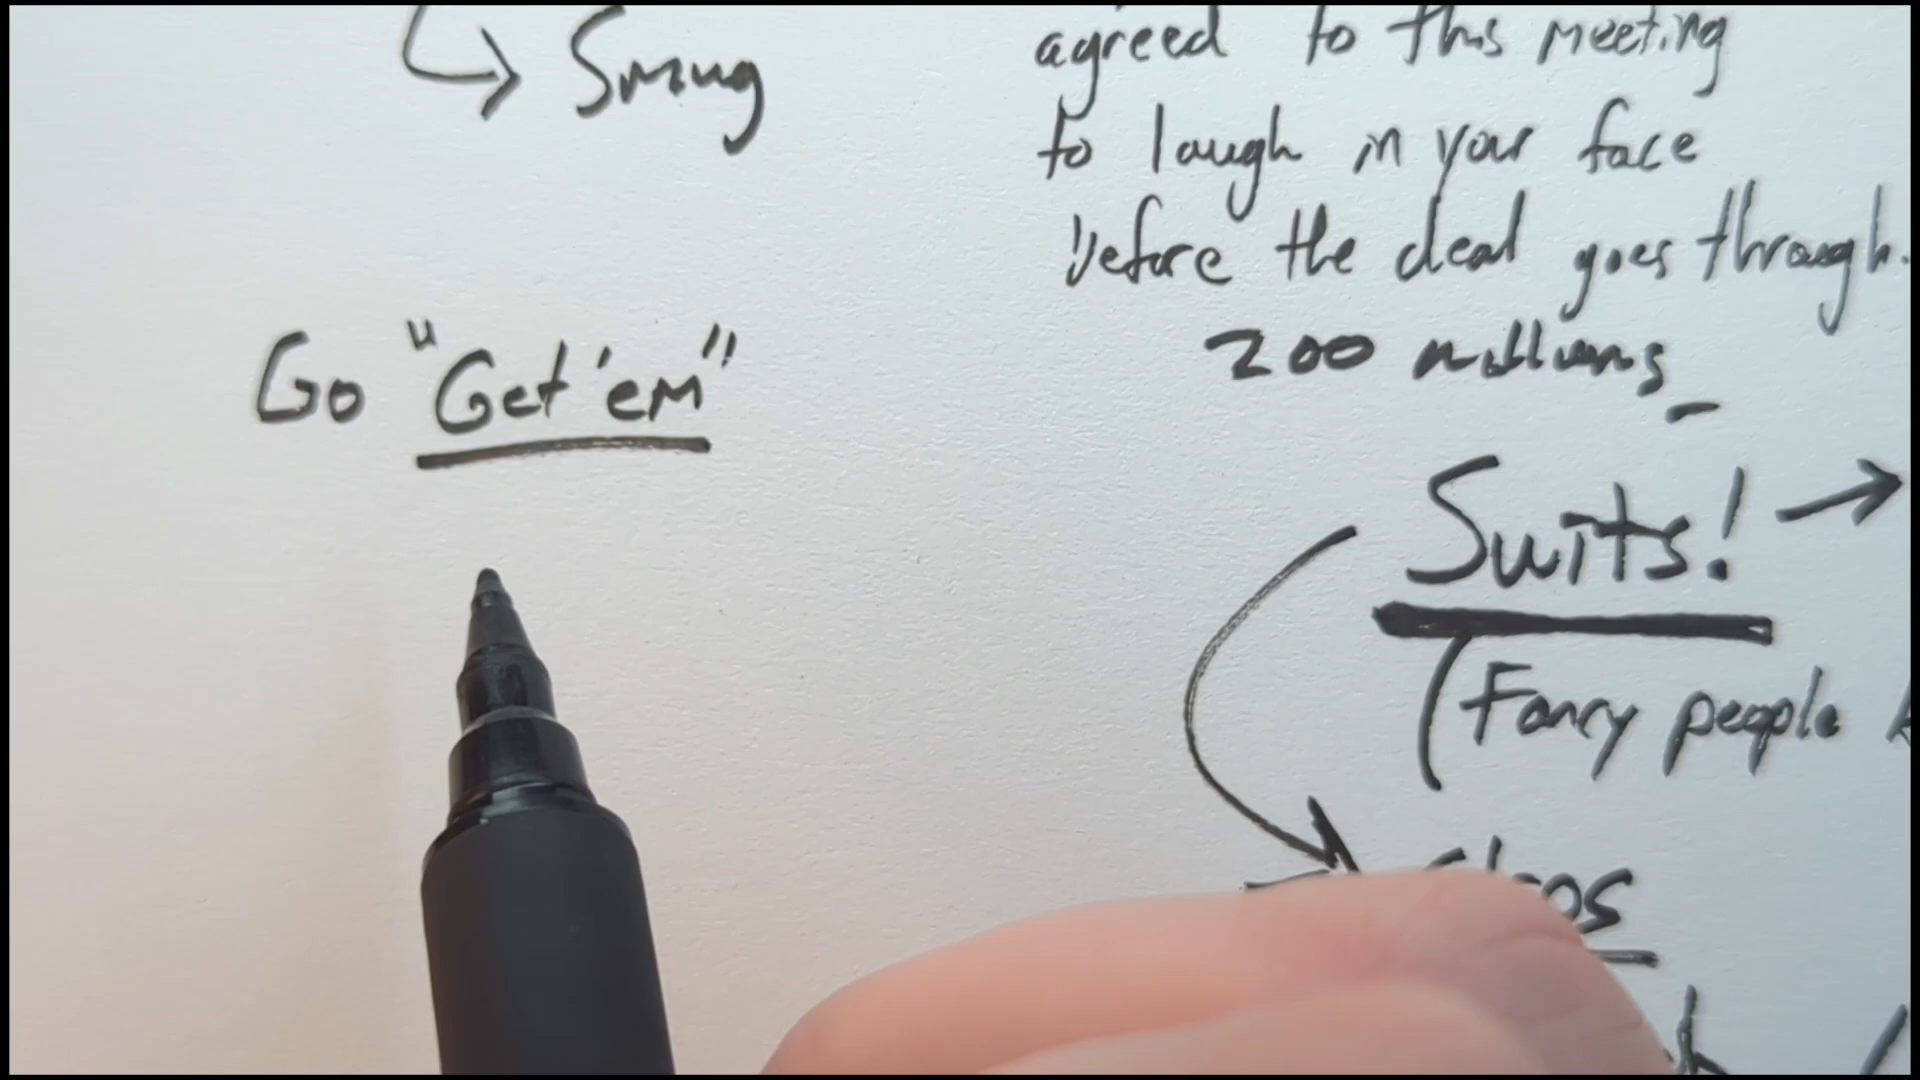 Smug
Go "Get 'em"
agreed to this meeting
to laugh in your face
before the deal goes through.
200 millions
Suits! →
(Fancy people